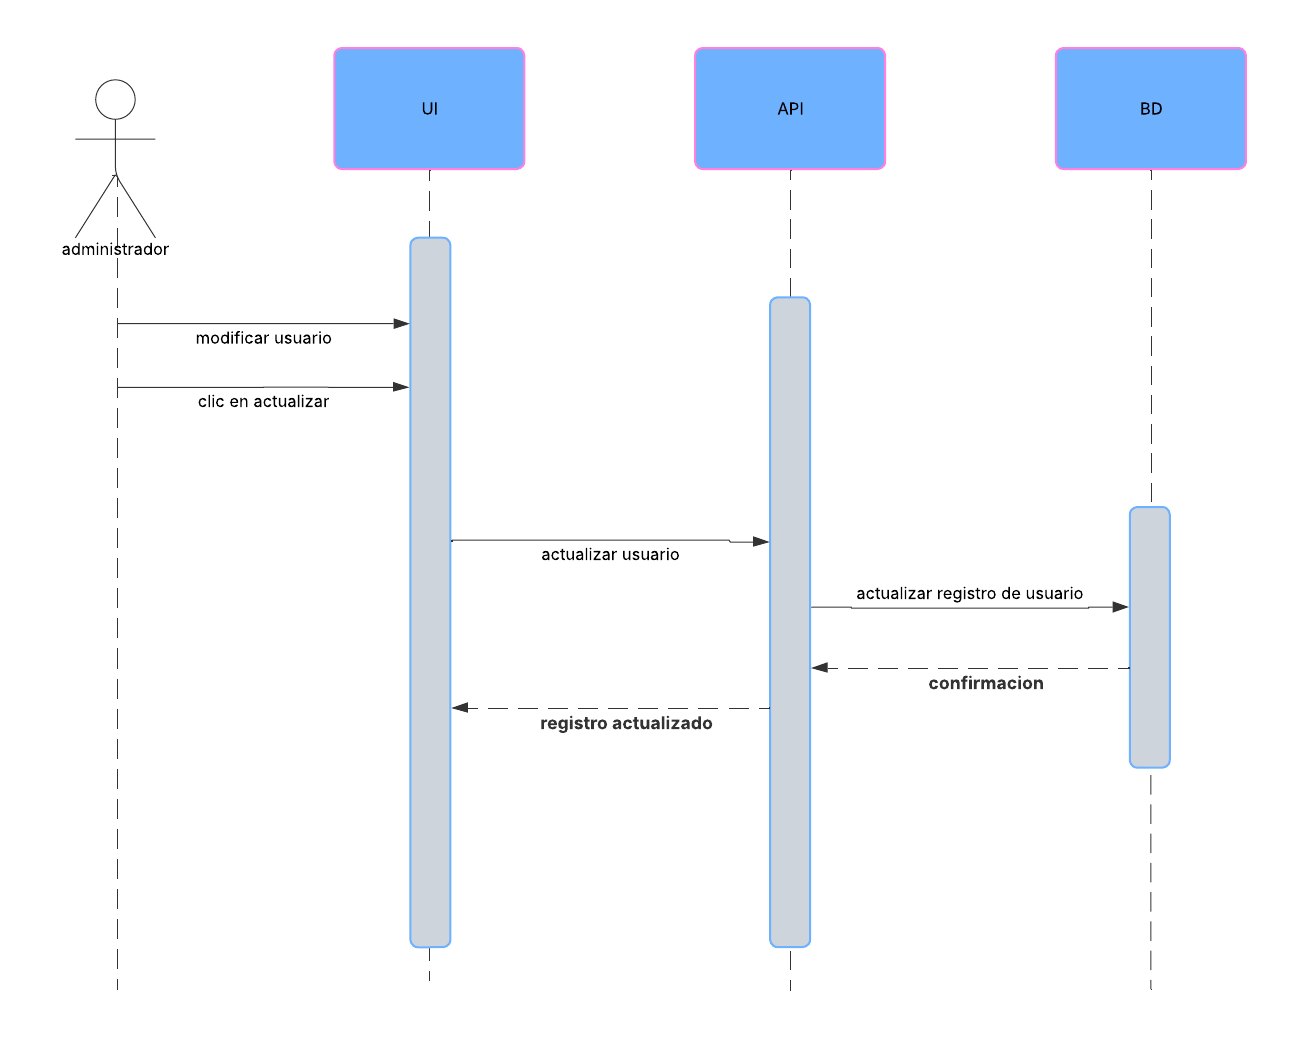 UI
API
BD
administrador
modificar usuario
clic en actualizar
actualizar usuario
actualizar registro de usuario
confirmacion
registro actualizado